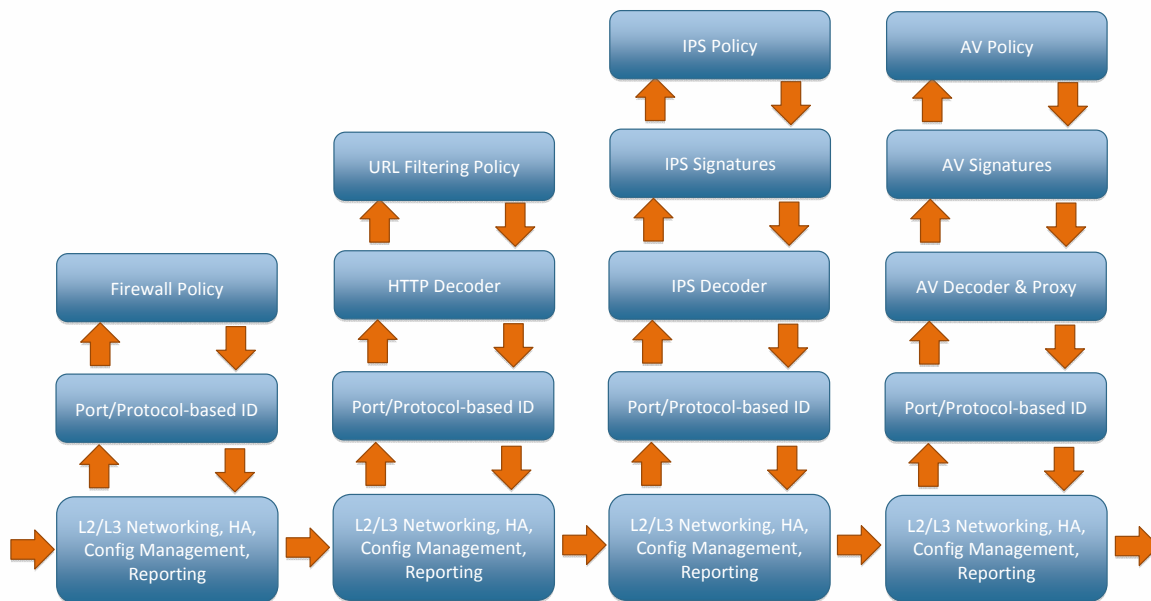 IPS Policy
AV Policy
URL Filtering Policy
IPS Signatures
AV Signatures
Firewall Policy
HTTP Decoder
IPS Decoder
AV Decoder & Proxy
Port/Protocol-based ID
Port/Protocol-based ID
Port/Protocol-based ID
Port/Protocol-based ID
L2/L3 Networking, HA,
Config Management,
Reporting
L2/L3 Networking, HA,
Config Management,
Reporting
L2/L3 Networking, HA,
Config Management,
Reporting
L2/L3 Networking, HA,
Config Management,
Reporting